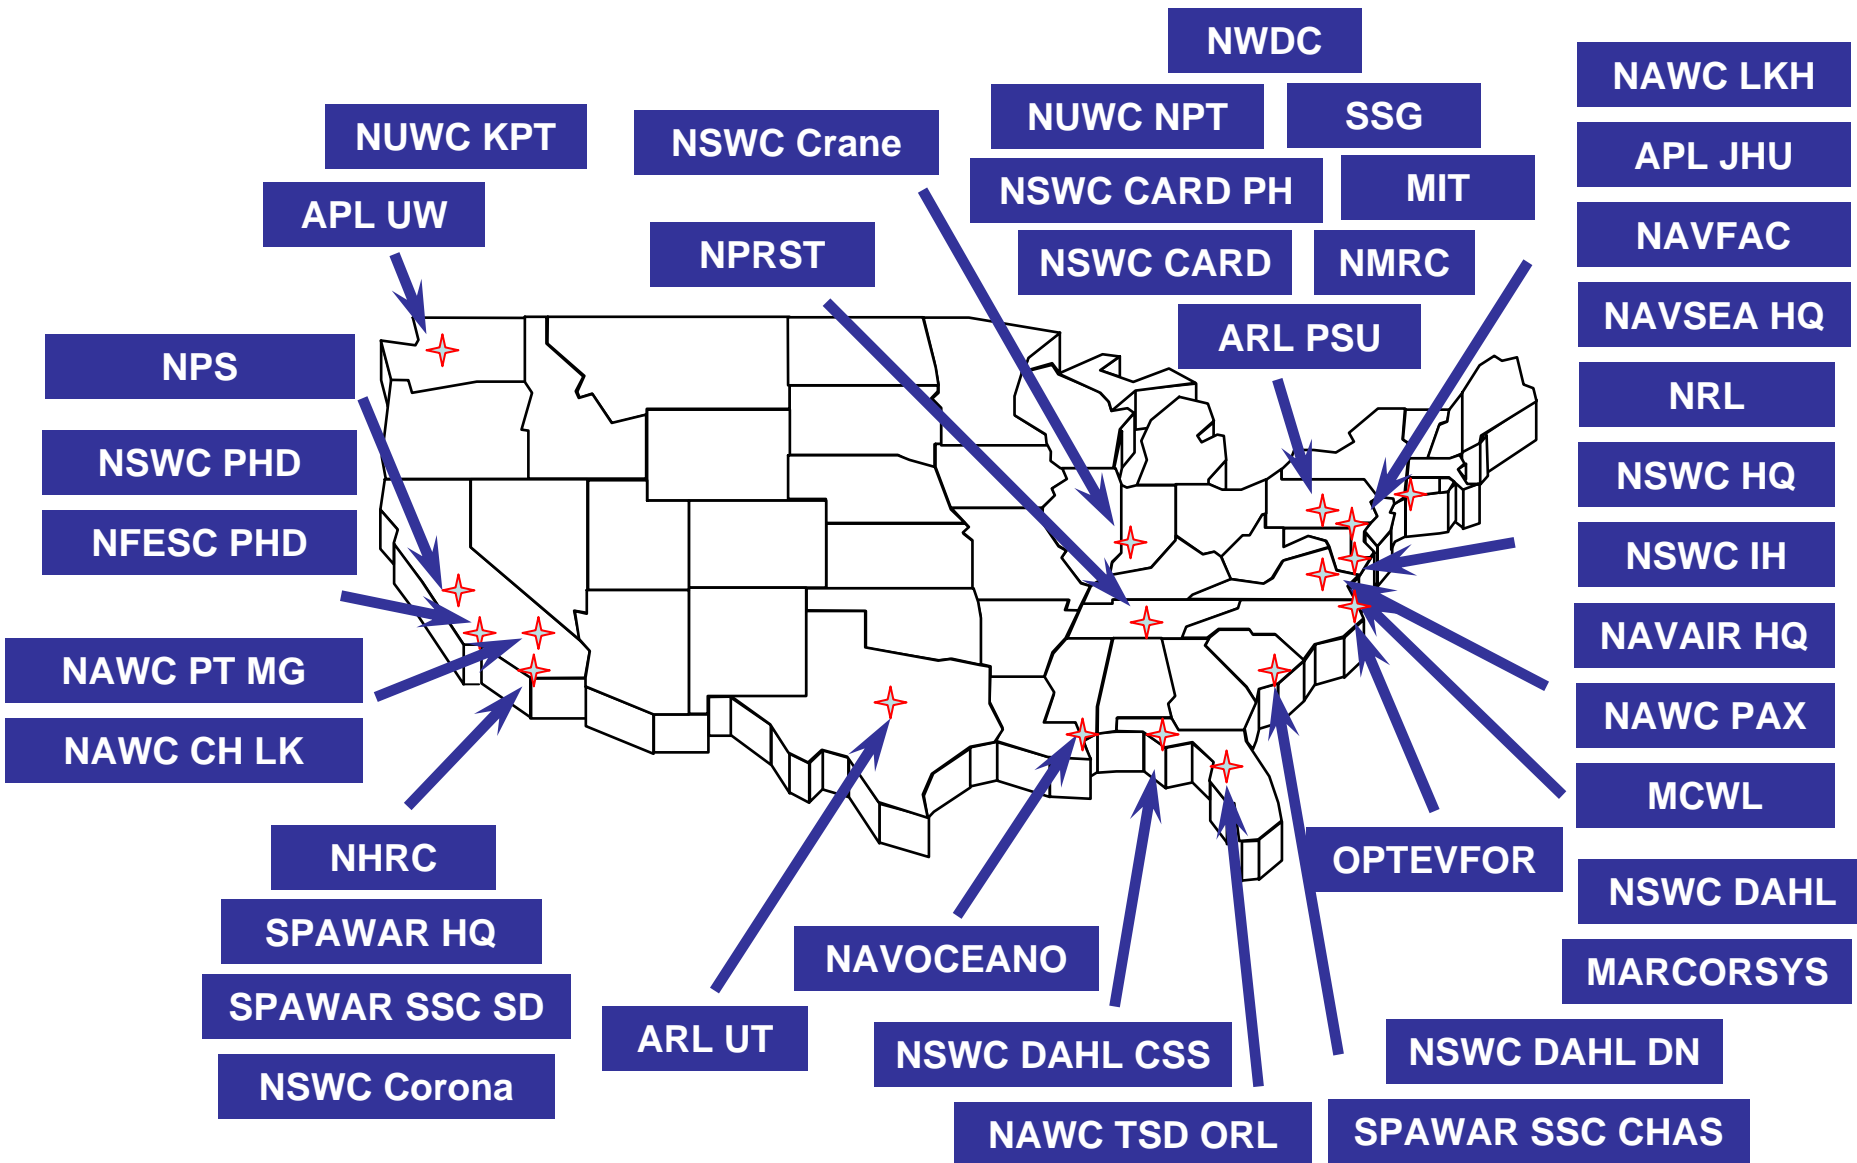 NWDC
NAWC LKH
NUWC KPT
NSWC Crane
NUWC NPT
SSG
APL JHU
APL UW
NSWC CARD PH
MIT
NAVFAC
NPRST
NSWC CARD
NMRC
NAVSEA HQ
NPS
ARL PSU
NRL
NSWC PHD
NSWC HQ
NFESC PHD
NSWC IH
NAWC PT MG
NAVAIR HQ
NAWC CH LK
NAWC PAX
MCWL
NHRC
OPTEVFOR
NSWC DAHL
SPAWAR HQ
NAVOCEANO
MARCORSYS
SPAWAR SSC SD
ARL UT
NSWC DAHL CSS
NSWC DAHL DN
NSWC Corona
NAWC TSD ORL
SPAWAR SSC CHAS